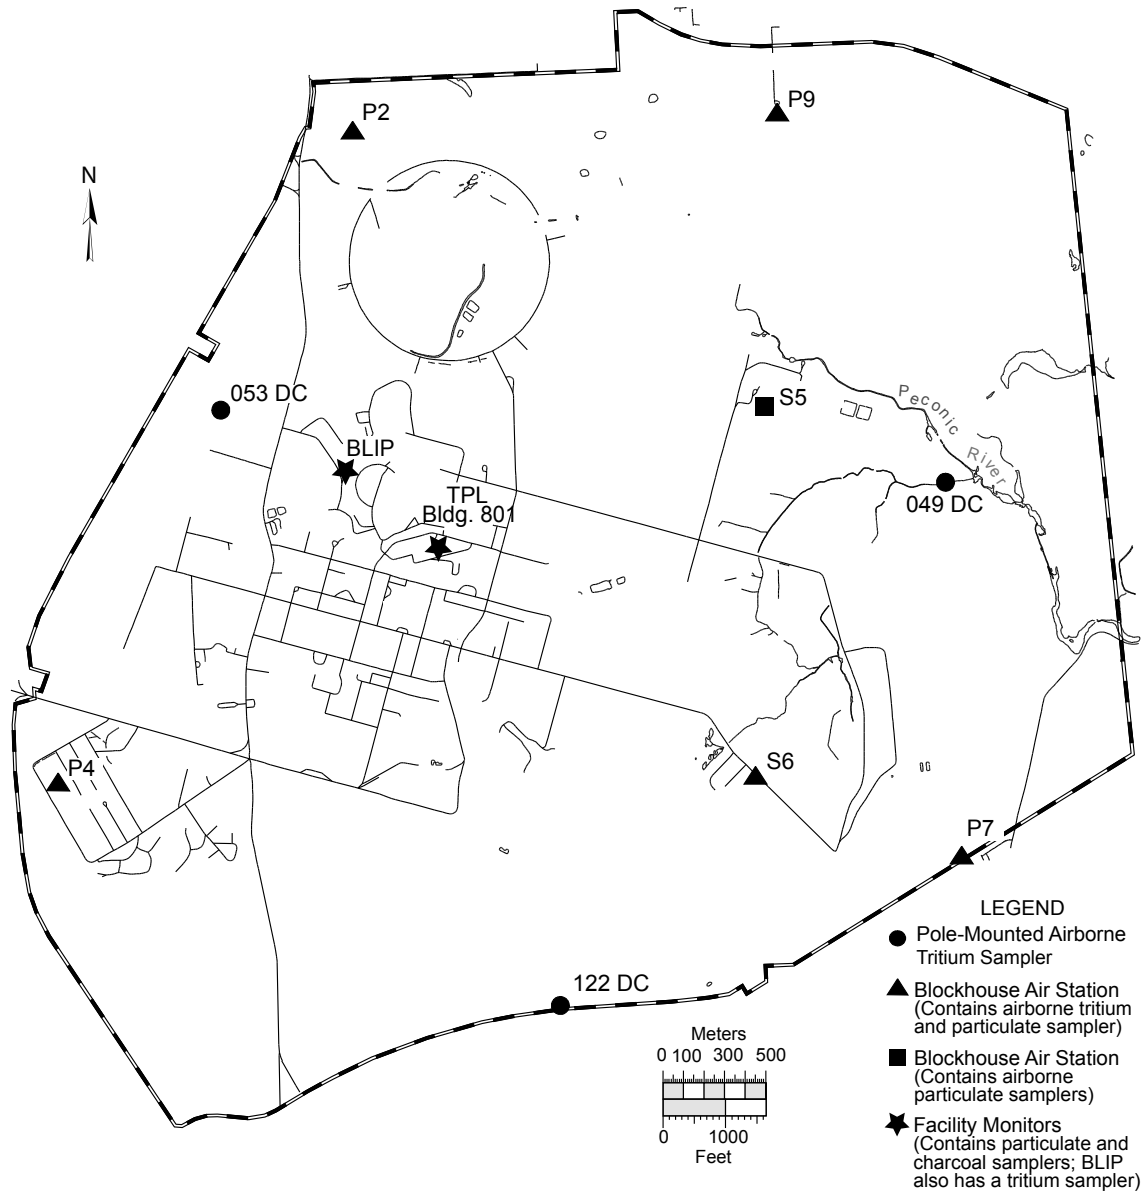 P2
P9
N
053 DC
S5
Peconic
River
BLIP
TPL
Bldg. 801
049 DC
P4
S6
P7
122 DC
LEGEND
Pole-Mounted Airborne
Tritium Sampler
Blockhouse Air Station
(Contains airborne tritium
and particulate sampler)
Blockhouse Air Station
(Contains airborne
particulate samplers)
Facility Monitors
(Contains particulate and
charcoal samplers; BLIP
also has a tritium sampler)
Meters
0 100 300 500
0 1000
Feet